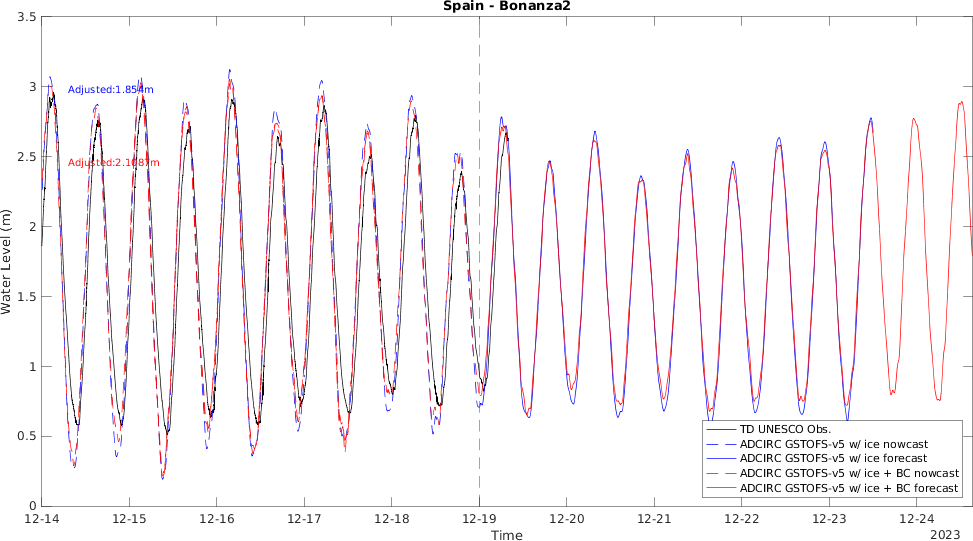 Spain - Bonanza2
3.5
3
2.5
2
1.5
1
0.5
0
Water Level (m)
Adjusted:1.854m
Adjusted:2.1087m
TD UNESCO Obs.
ADCIRC GSTOFS-v5 w/ ice nowcast
ADCIRC GSTOFS-v5 w/ ice forecast
ADCIRC GSTOFS-v5 w/ ice + BC nowcast
ADCIRC GSTOFS-v5 w/ ice + BC forecast
12-14 12-15 12-16 12-17 12-18 12-19 12-20 12-21 12-22 12-23 12-24
Time
2023